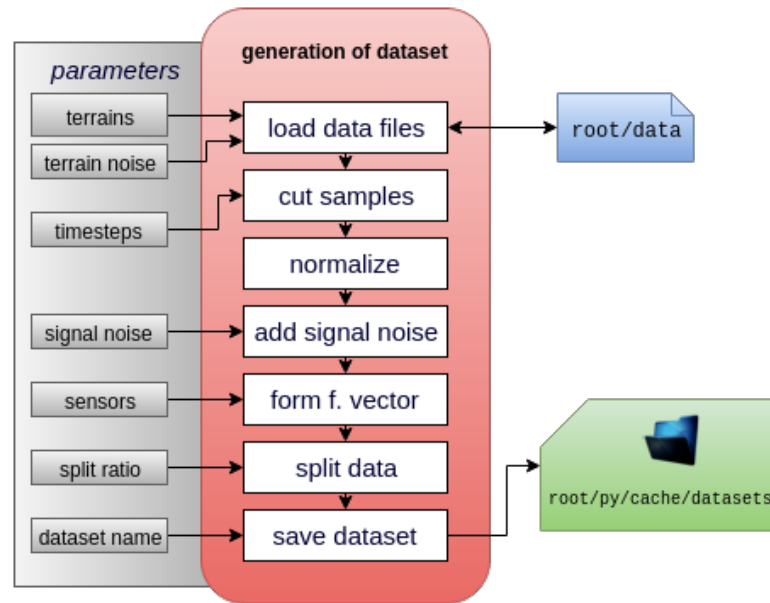 generation of dataset
parameters
terrains
terrain noise
timesteps
signal noise
sensors
split ratio
dataset name
load data files
cut samples
normalize
add signal noise
form f. vector
split data
save dataset
root/data
root/py/cache/datasets